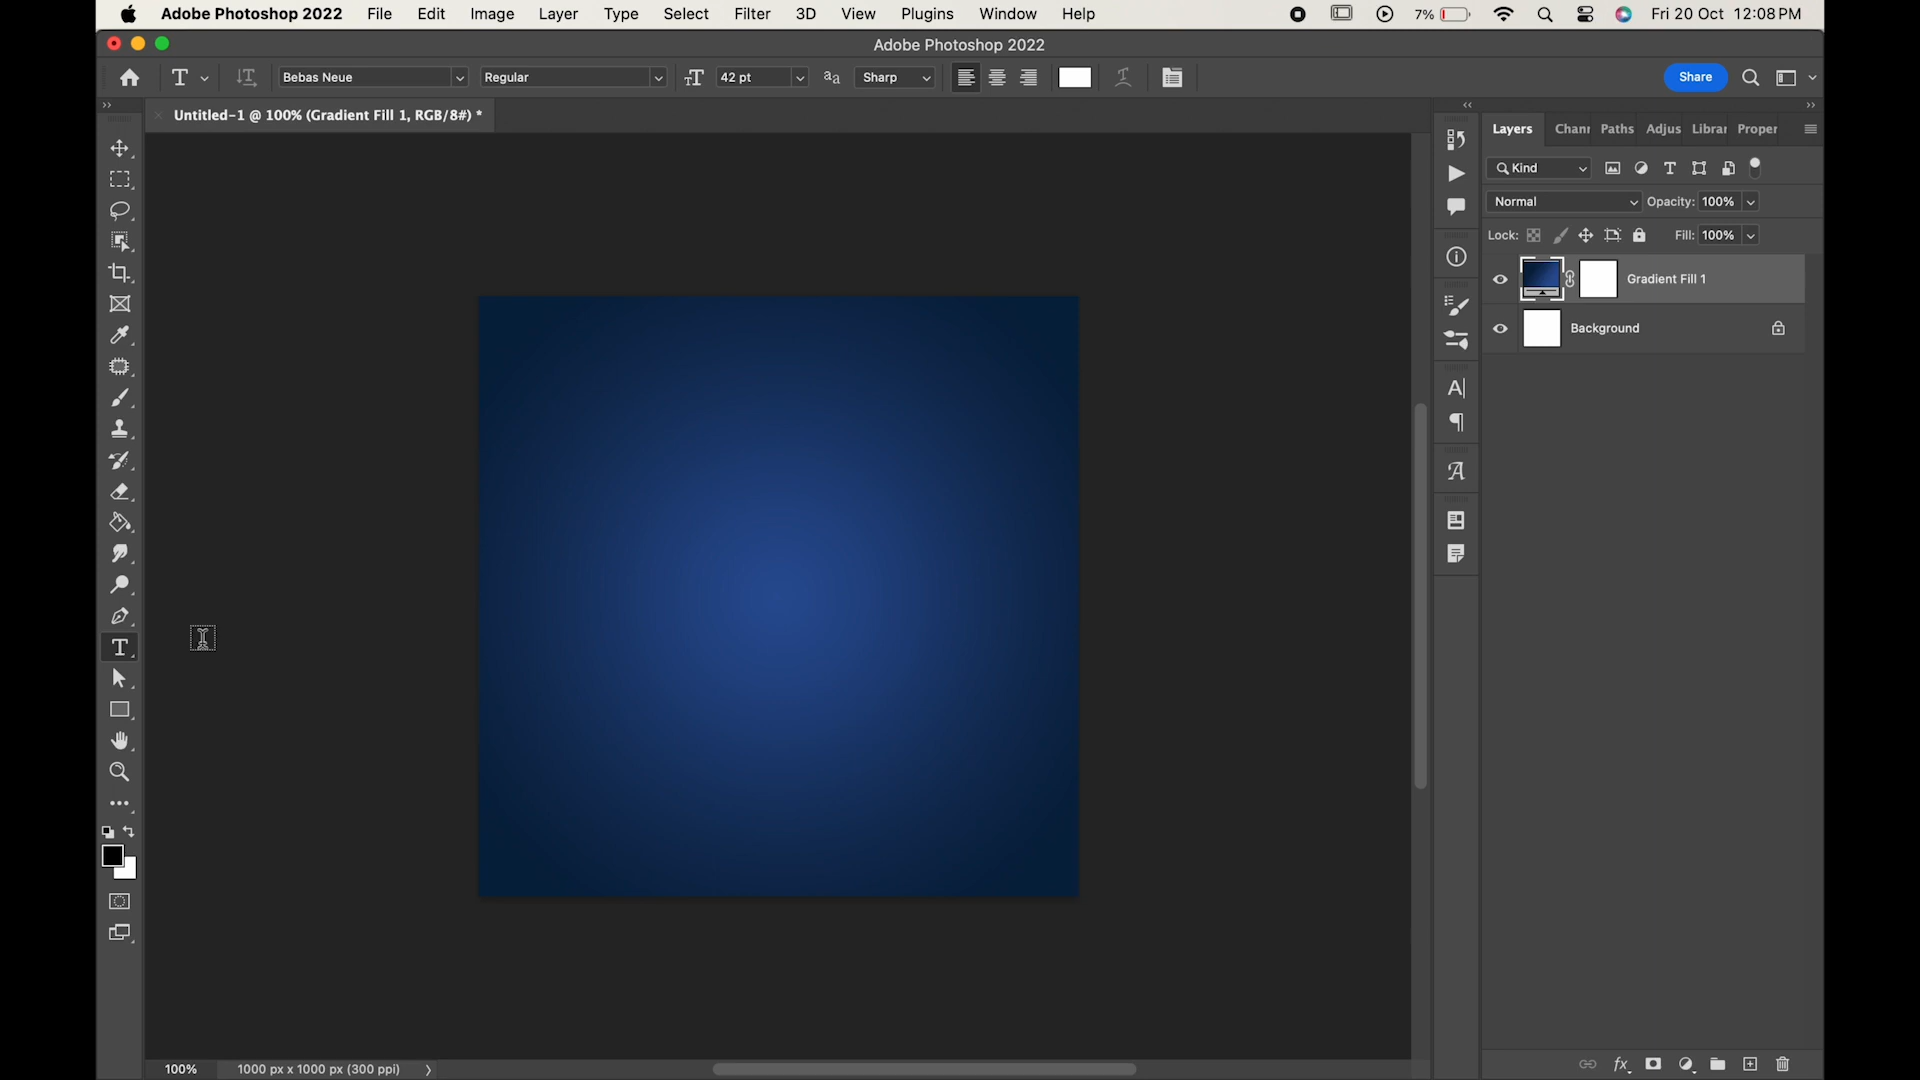 Adobe Photoshop 2022 File Edit Image Layer Type Select Filter 3D View Plugins Window Help 7% Fri 20 Oct 12:08 PM
Adobe Photoshop 2022
Bebas Neue Regular 42 pt Sharp Share
Untitled-1 @ 100% (Gradient Fill 1, RGB/8#) *
Layers Chanr Paths Adjus Librar Proper
Kind
Normal Opacity: 100%
Lock: Fill: 100%
Gradient Fill 1
Background
100% 1000 px x 1000 px (300 ppi)